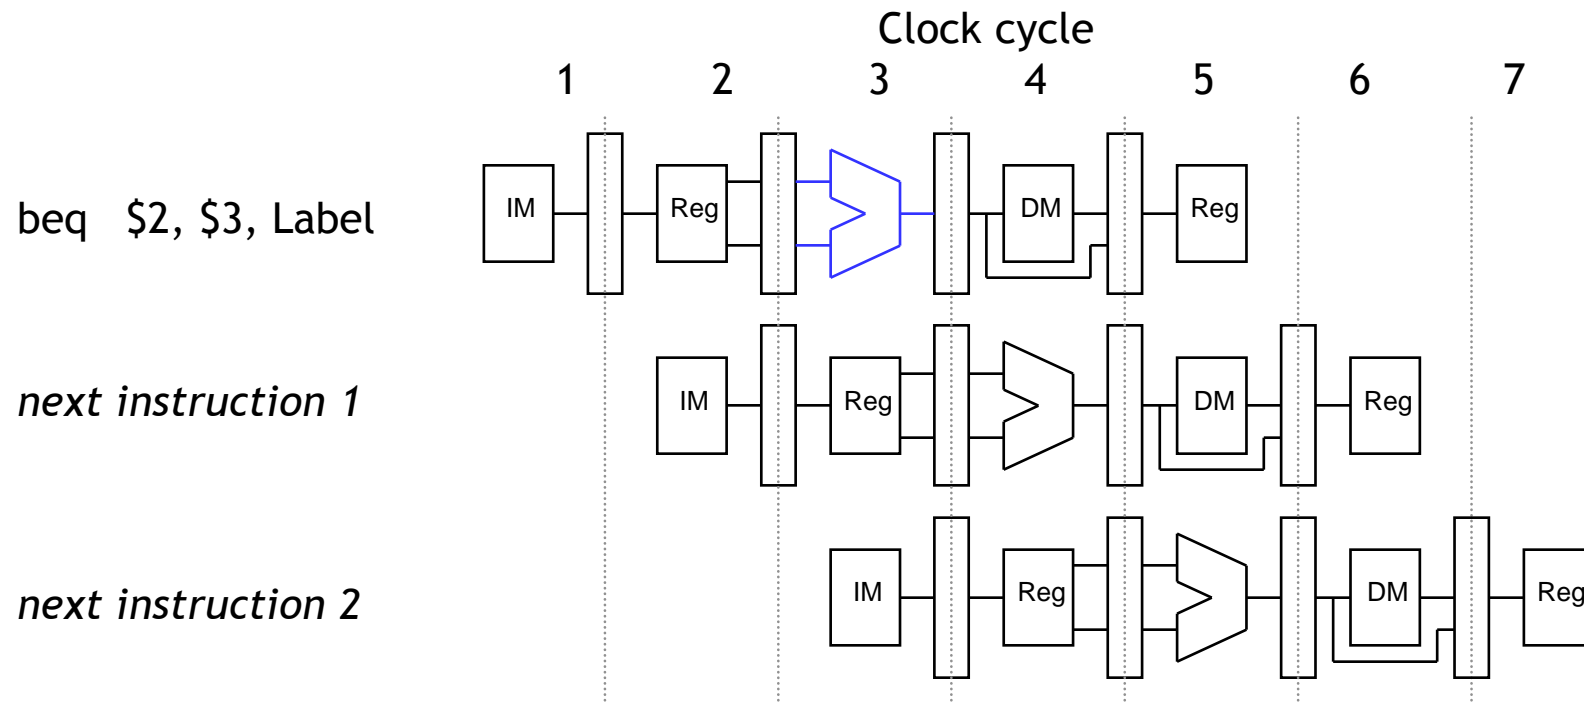 Clock cycle
1 2 3 4 5 6 7
beq $2, $3, Label IM Reg DM Reg
next instruction 1 IM Reg DM Reg
next instruction 2 IM Reg DM Reg